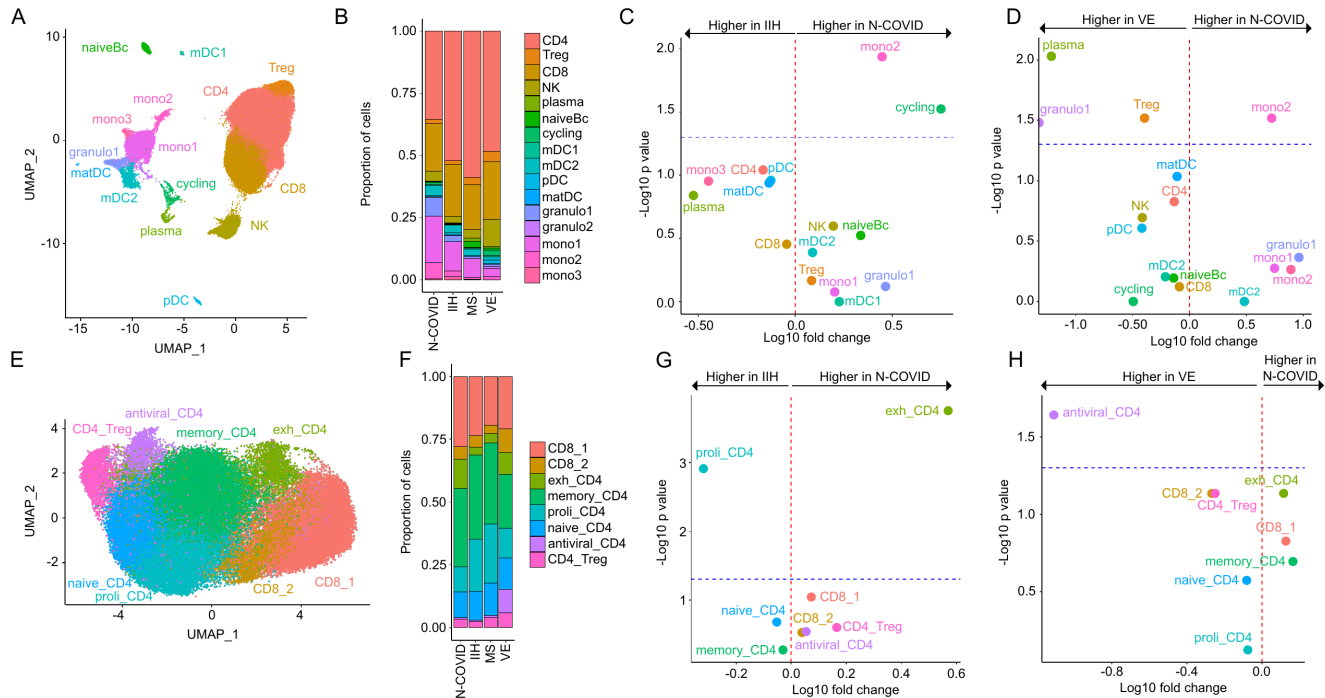 A
10
0
-10
UMAP_2
-15
-10
-5
0
5
UMAP_1
naiveBc
mDC1
Treg
CD4
mono2
mono3
mono1
granulo1
matDC
mDC2
cycling
plasma
CD8
NK
pDC
B
1.00
0.75
0.5
0.25
0.00
Proportion of cells
N-COVID
IIH
MS
VE
CD4
Treg
CD8
NK
plasma
naiveBc
cycling
mDC1
mDC2
pDC
matDC
granulo1
granulo2
mono1
mono2
mono3
C
Higher in IIH
Higher in N-COVID
2.0
1.5
1.0
0.5
0.0
-Log10 p value
-0.50
0.0
0.5
Log10 fold change
mono2
cycling
mono3
CD4
pDC
matDC
plasma
NK
naiveBc
CD8
mDC2
Treg
mono1
granulo1
mDC1
D
Higher in VE
Higher in N-COVID
2.0
1.5
1.0
0.5
0.0
-Log10 p value
-1.0
-0.50
0.0
0.5
1.0
Log10 fold change
plasma
granulo1
Treg
mono2
matDC
CD4
NK
pDC
mDC2
naiveBc
CD8
cycling
granulo1
mono1
mono2
mDC2
E
4
2
0
-2
UMAP_2
-4
0
4
UMAP_1
antiviral_CD4
CD4_Treg
memory_CD4
exh_CD4
naive_CD4
proli_CD4
CD8_2
CD8_1
F
1.00
0.75
0.50
0.25
0.00
Proportion of cells
N-COVID
IIH
MS
VE
CD8_1
CD8_2
exh_CD4
memory_CD4
proli_CD4
naive_CD4
antiviral_CD4
CD4_Treg
G
Higher in IIH
Higher in N-COVID
3
2
1
-Log10 p value
-0.2
0.0
0.2
0.4
0.6
Log10 fold change
exh_CD4
proli_CD4
CD8_1
naive_CD4
CD8_2
CD4_Treg
memory_CD4
antiviral_CD4
H
Higher in VE
Higher in
N-COVID
1.5
1.0
0.5
-Log10 p value
-0.8
-0.4
0.0
Log10 fold change
antiviral_CD4
exh_CD4
CD8_2
CD4_Treg
CD8_1
memory_CD4
naive_CD4
proli_CD4